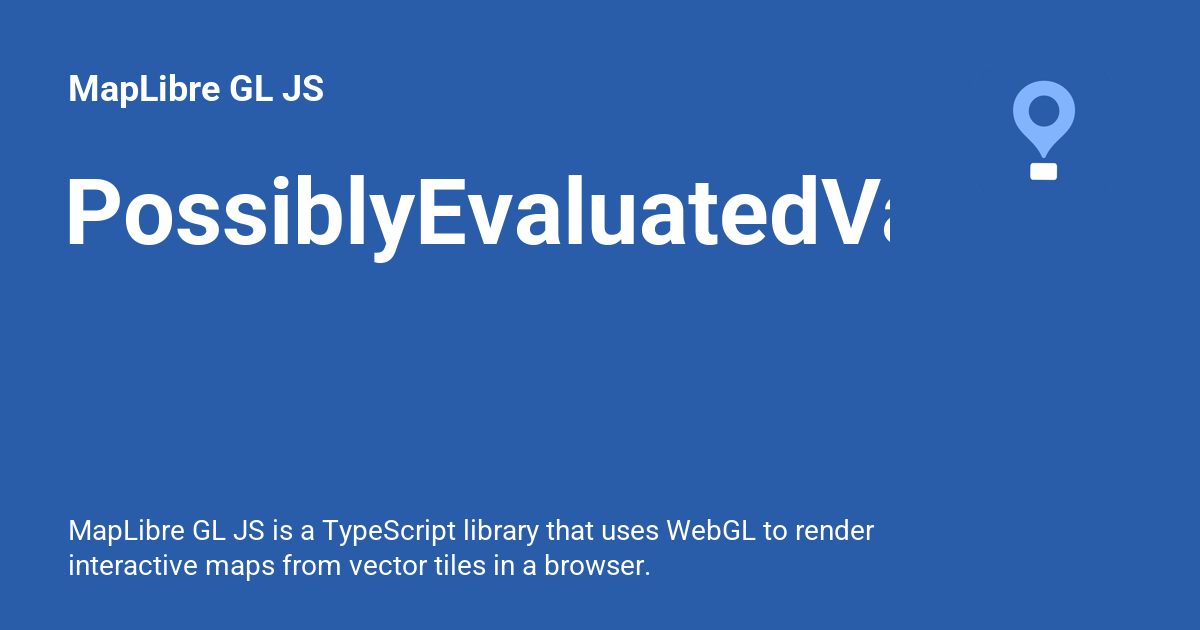 MapLibre GL JS
PossiblyEvaluatedVa
MapLibre GL JS is a TypeScript library that uses WebGL to render
interactive maps from vector tiles in a browser.